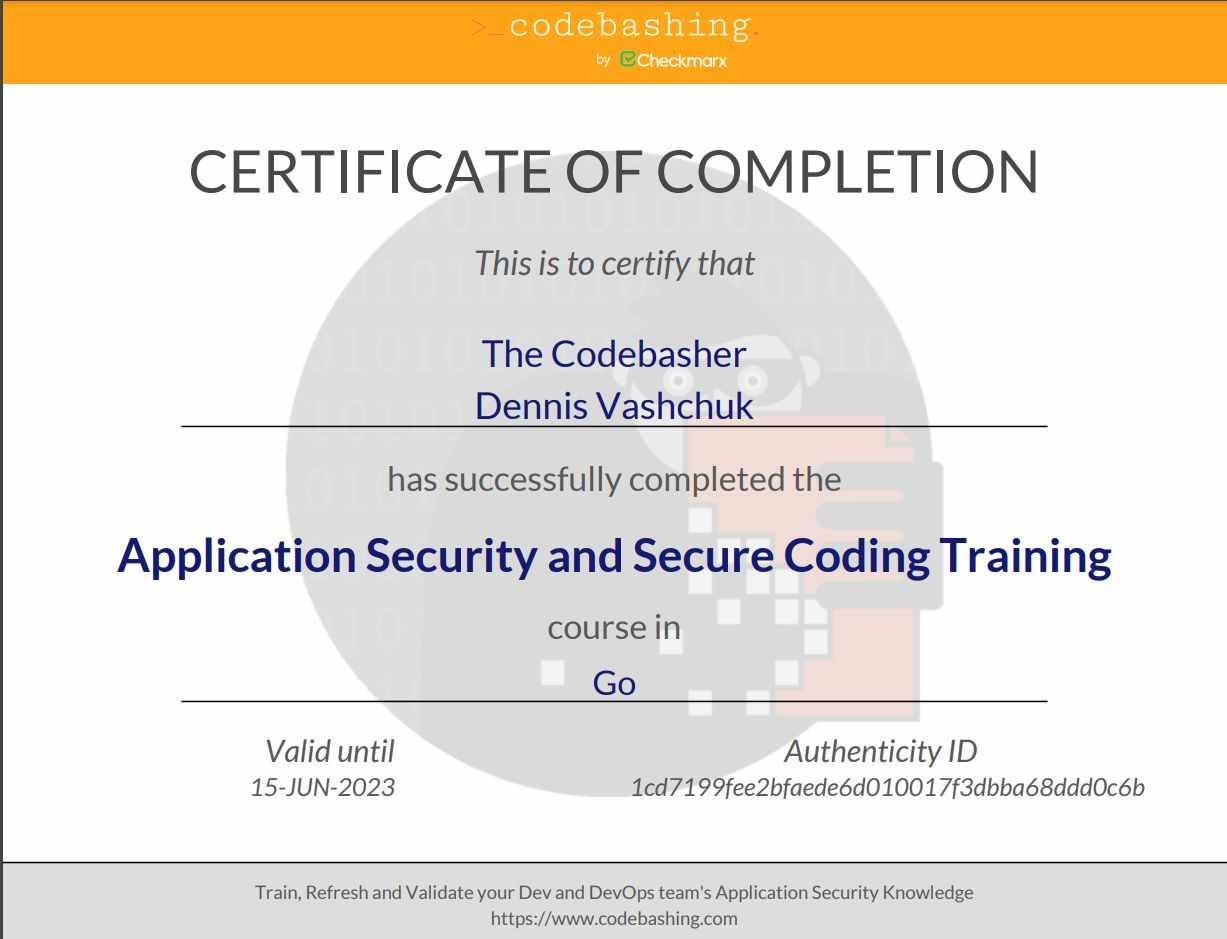 >_codebashing.
by Checkmarx
CERTIFICATE OF COMPLETION
This is to certify that
The Codebasher
Dennis Vashchuk
has successfully completed the
Application Security and Secure Coding Training
course in
Go
Valid until
15-JUN-2023
Authenticity ID
1cd7199fee2bfaede6d010017f3dbba68ddd0c6b
Train, Refresh and Validate your Dev and DevOps team's Application Security Knowledge
https://www.codebashing.com